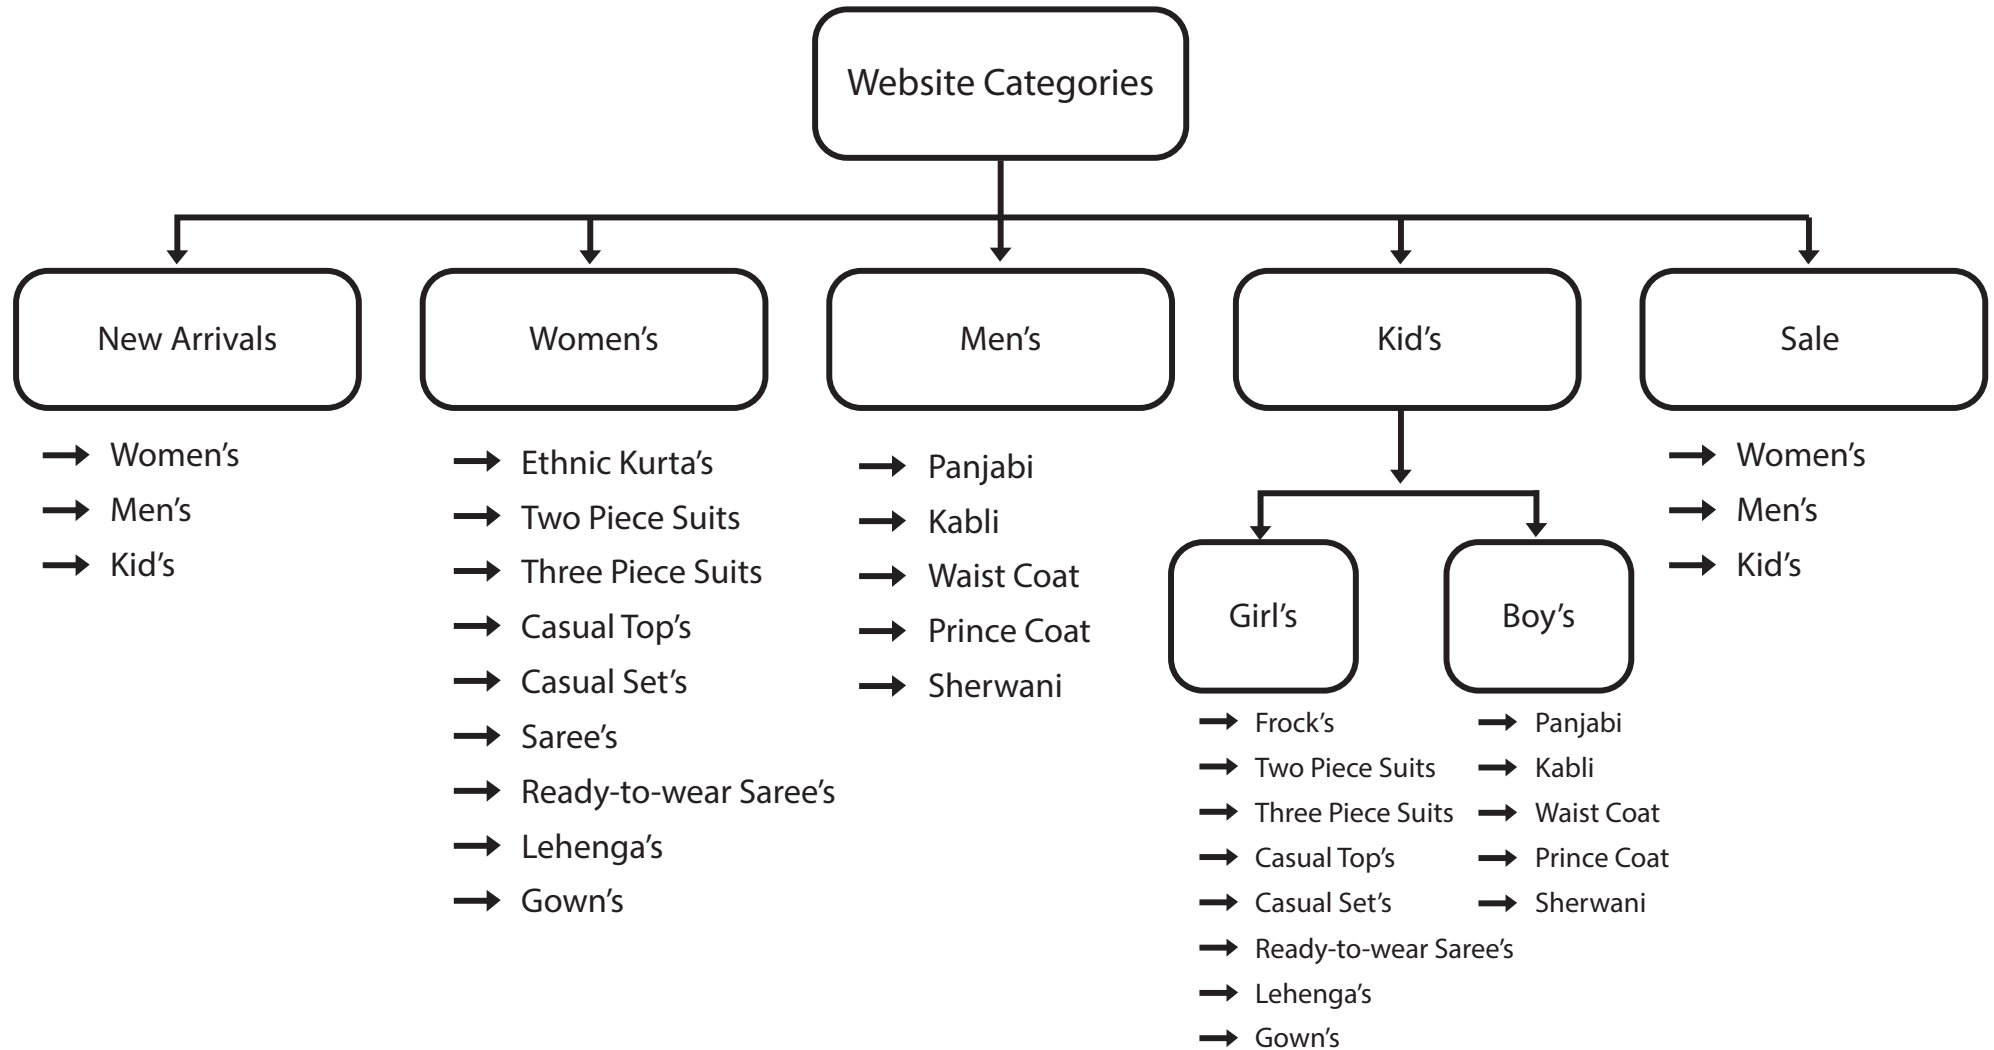 Website Categories
New Arrivals
Women’s
Men’s
Kid’s
Women’s
Ethnic Kurta’s
Two Piece Suits
Three Piece Suits
Casual Top’s
Casual Set’s
Saree’s
Ready-to-wear Saree’s
Lehenga’s
Gown’s
Men’s
Panjabi
Kabli
Waist Coat
Prince Coat
Sherwani
Kid’s
Girl’s
Frock’s
Two Piece Suits
Three Piece Suits
Casual Top’s
Casual Set’s
Ready-to-wear Saree’s
Lehenga’s
Gown’s
Boy’s
Panjabi
Kabli
Waist Coat
Prince Coat
Sherwani
Sale
Women’s
Men’s
Kid’s